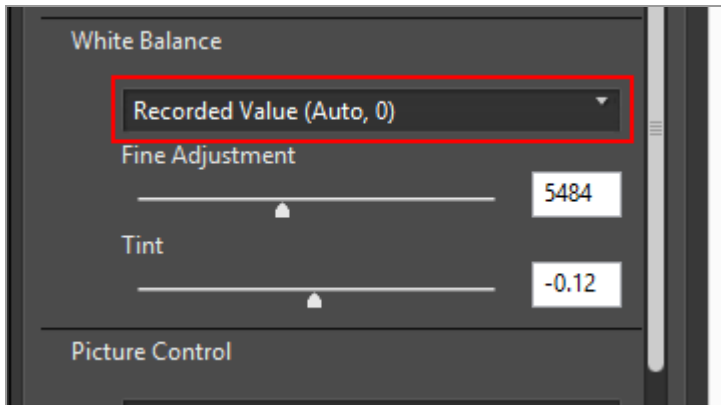 White Balance
Recorded Value (Auto, 0)
Fine Adjustment
5484
Tint
-0.12
Picture Control